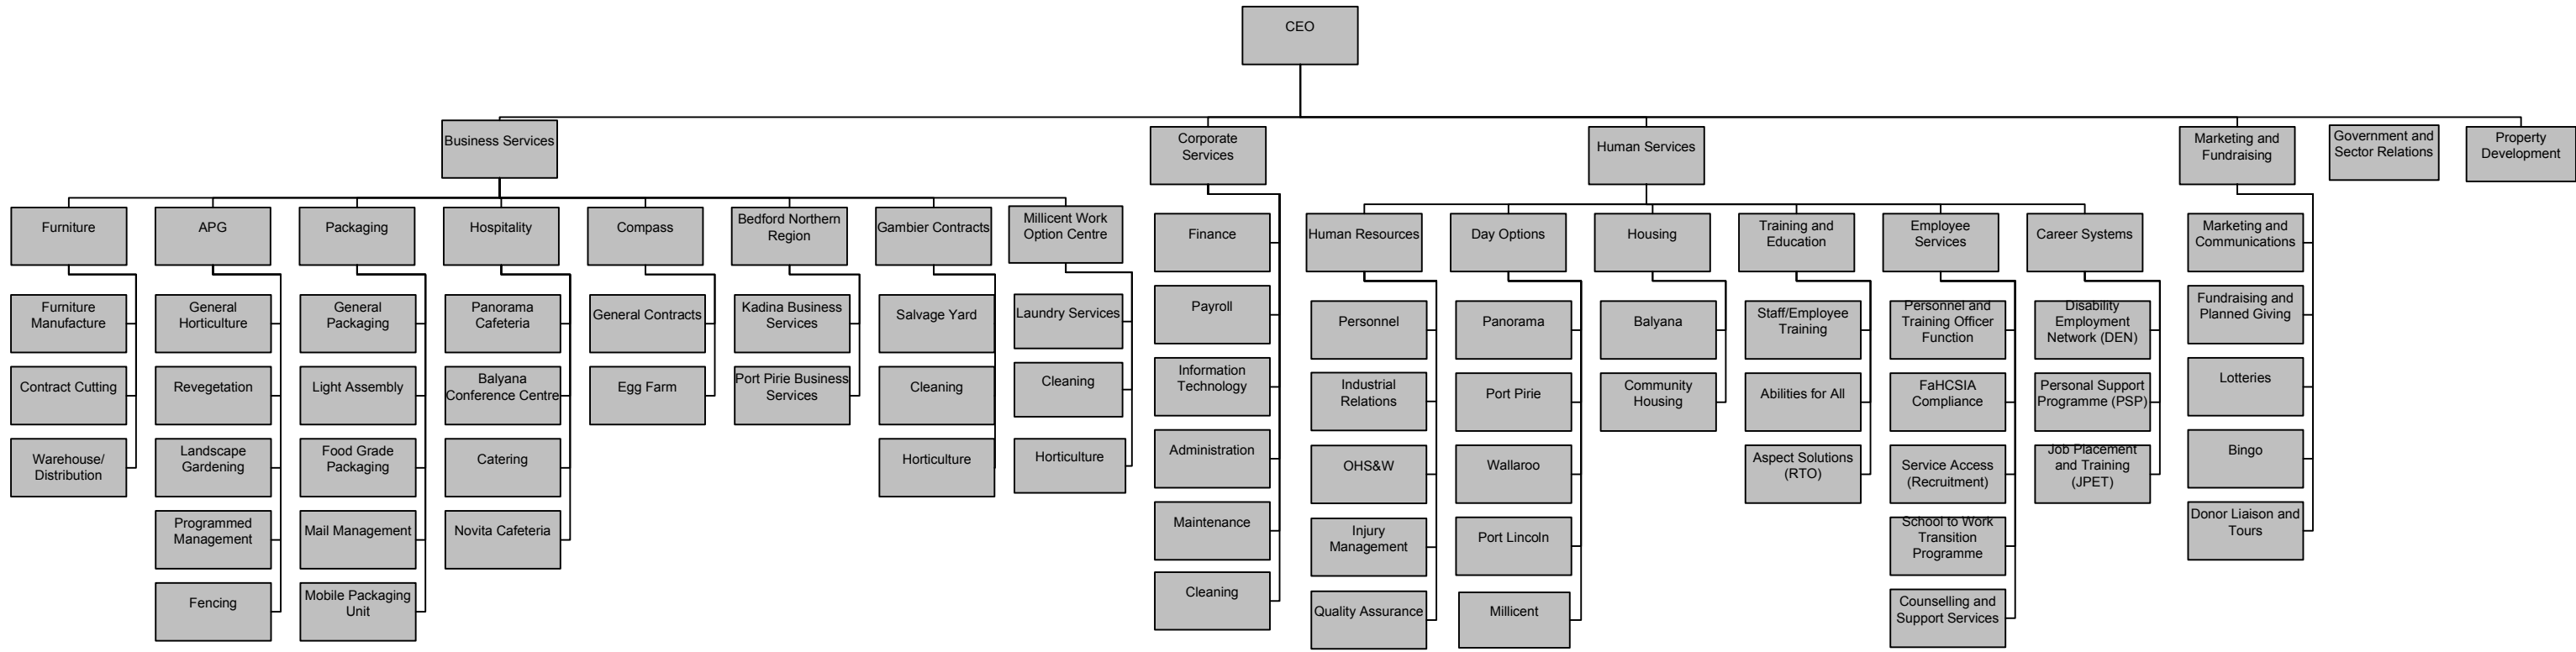 CEO
Business Services
Corporate
Services
Human Services
Marketing and
Fundraising
Government and
Sector Relations
Property
Development
Furniture
APG
Packaging
Hospitality
Compass
Bedford Northern
Region
Gambier Contracts
Millicent Work
Option Centre
Furniture
Manufacture
Contract Cutting
Warehouse/
Distribution
General
Horticulture
Revegetation
Landscape
Gardening
Programmed
Management
Fencing
General
Packaging
Light Assembly
Food Grade
Packaging
Mail Management
Mobile Packaging
Unit
Panorama
Cafeteria
Balyana
Conference Centre
Catering
Novita Cafeteria
General Contracts
Egg Farm
Kadina Business
Services
Port Pirie Business
Services
Salvage Yard
Cleaning
Horticulture
Laundry Services
Cleaning
Horticulture
Finance
Payroll
Information
Technology
Administration
Maintenance
Cleaning
Human Resources
Day Options
Housing
Training and
Education
Employee
Services
Career Systems
Personnel
Industrial
Relations
OHS&W
Injury
Management
Quality Assurance
Panorama
Port Pirie
Wallaroo
Port Lincoln
Millicent
Balyana
Community
Housing
Staff/Employee
Training
Abilities for All
Aspect Solutions
(RTO)
Personnel and
Training Officer
Function
FaHCSIA
Compliance
Service Access
(Recruitment)
School to Work
Transition
Programme
Counselling and
Support Services
Disability
Employment
Network (DEN)
Personal Support
Programme (PSP)
Job Placement
and Training
(JPET)
Marketing and
Communications
Fundraising and
Planned Giving
Lotteries
Bingo
Donor Liaison and
Tours